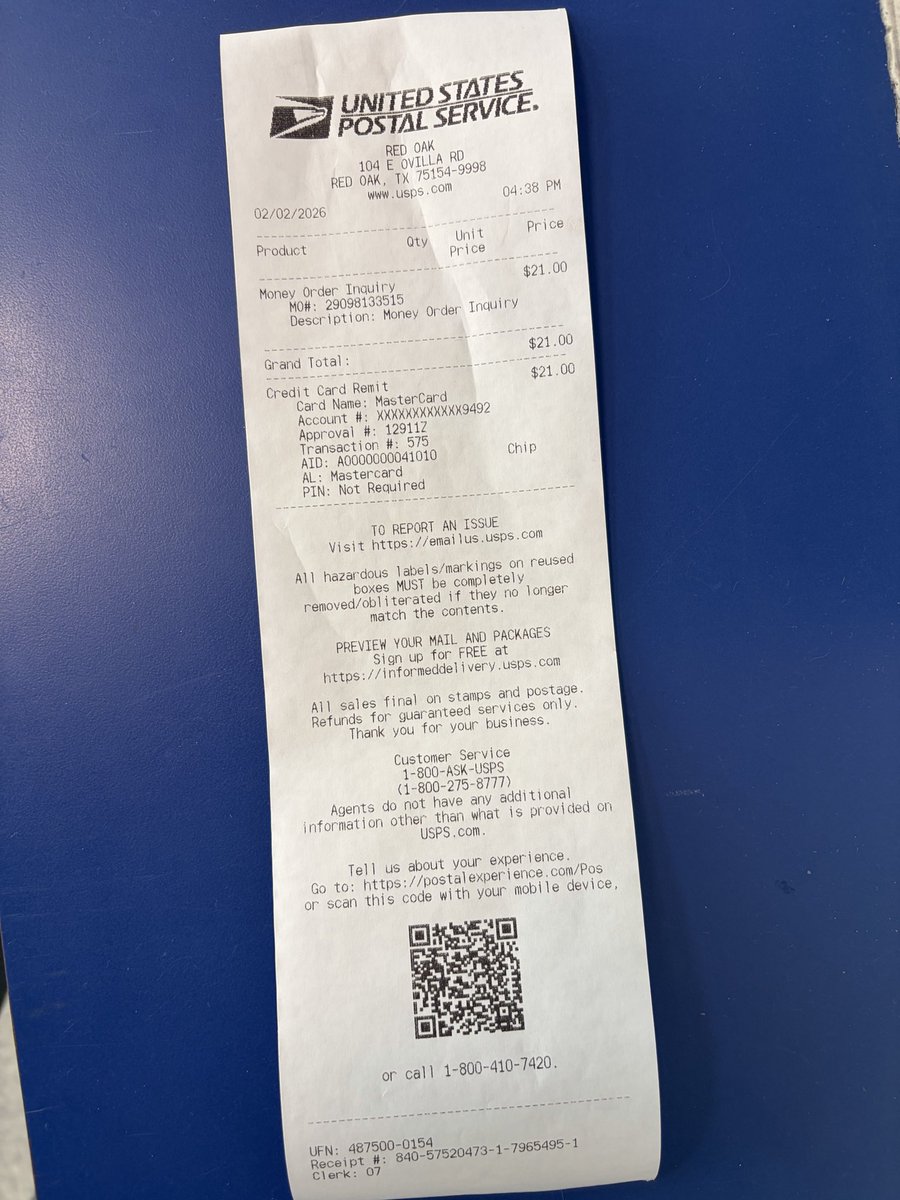 UNITED STATES
POSTAL SERVICE.
RED OAK
104 E OVILLA RD
RED OAK, TX 75154-9998
www.usps.com
02/02/2026 04:38 PM
Product Qty Unit Price
Price
Money Order Inquiry $21.00
MO#: 29098133515
Description: Money Order Inquiry
Grand Total: $21.00
Credit Card Remit $21.00
Card Name: MasterCard
Account #: XXXXXXXXXXXX9492
Approval #: 12911Z
Transaction #: 575
AID: A0000000041010 Chip
AL: Mastercard
PIN: Not Required
TO REPORT AN ISSUE
Visit https://emailus.usps.com
All hazardous labels/markings on reused
boxes MUST be completely
removed/obliterated if they no longer
match the contents.
PREVIEW YOUR MAIL AND PACKAGES
Sign up for FREE at
https://informeddelivery.usps.com
All sales final on stamps and postage.
Refunds for guaranteed services only.
Thank you for your business.
Customer Service
1-800-ASK-USPS
(1-800-275-8777)
Agents do not have any additional
information other than what is provided on
USPS.com.
Tell us about your experience.
Go to: https://postalexperience.com/Pos
or scan this code with your mobile device,
or call 1-800-410-7420.
UFN: 487500-0154
Receipt #: 840-57520473-1-7965495-1
Clerk: 07